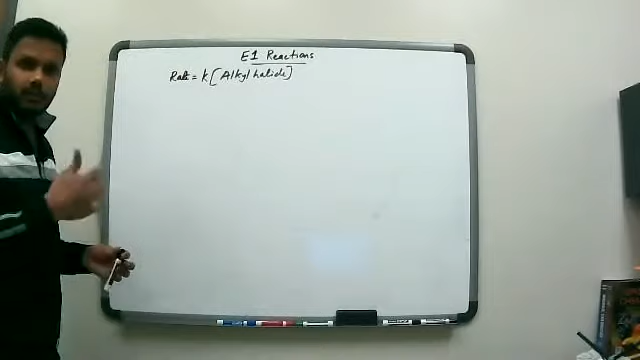 E1 Reactions
Rate = k [Alkyl halide]